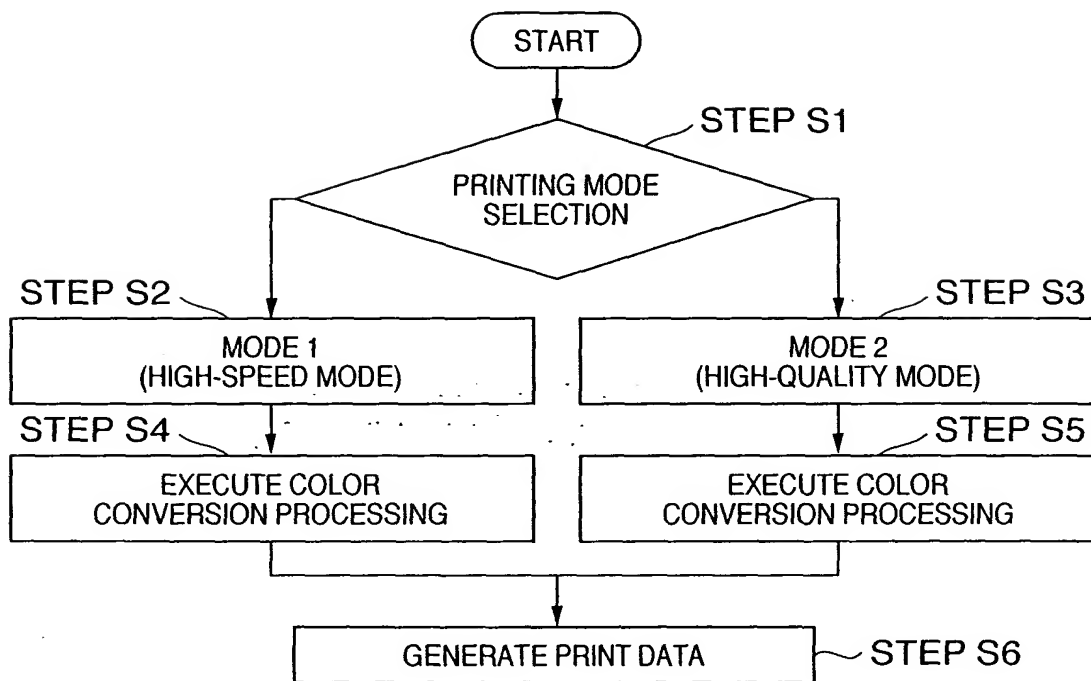 START
STEP S1
PRINTING MODE
SELECTION
STEP S2
STEP S3
MODE 1
(HIGH-SPEED MODE)
MODE 2
(HIGH-QUALITY MODE)
STEP S4
STEP S5
EXECUTE COLOR
CONVERSION PROCESSING
EXECUTE COLOR
CONVERSION PROCESSING
GENERATE PRINT DATA
STEP S6